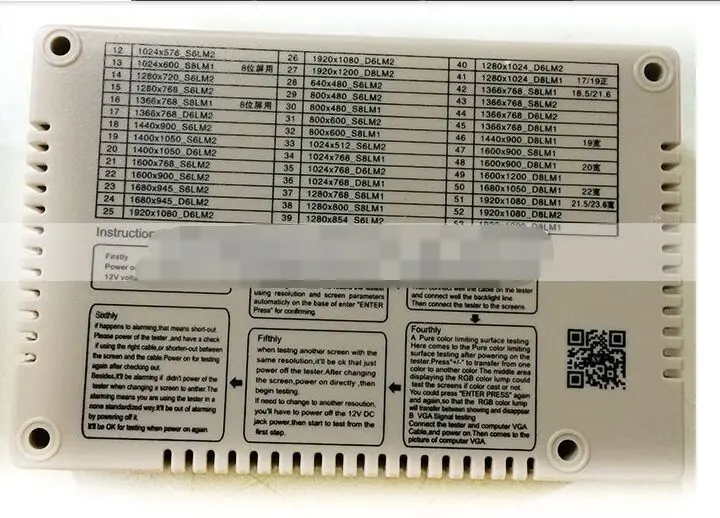 12 1024x576_S6LM2
13 1024x600_S8LM1 8位屏用
14 1280x720_S6LM2
15 1280x768_S6LM2
16 1366x768_S8LM1 8位屏用
17 1366x768_D6LM2
18 1440x900_S6LM2
19 1400x1050_S6LM2
20 1400x1050_D6LM2
21 1600x768_S6LM2
22 1600x900_S6LM2
23 1680x945_S6LM2
24 1680x945_D6LM2
25 1920x1080_D6LM2
26 1920x1080_D6LM2
27 1920x1200_D8LM2
28 640x480_S6LM2
29 800x480_S6LM2
30 800x480_S8LM1
31 800x600_S6LM2
32 800x600_S8LM1
33 1024x512_S6LM2
34 1024x768_S8LM1
35 1024x768_S6LM2
36 1024x768_D8LM1
37 1280x768_S8LM1
38 1280x800_S8LM1
39 1280x854_S6LM2
40 1280x1024_D6LM2
41 1280x1024_D8LM1 17/19正
42 1366x768_S8LM1 18.5/21.6
43 1366x768_S6LM2
44 1366x768_D6LM2
45 1366x768_D8LM1
46 1440x900_D8LM1 19宽
47 1600x900_S8LM1
48 1600x900_D8LM1 20宽
49 1600x1200_D8LM1
50 1680x1050_D8LM1 22宽
51 1920x1080_D8LM1 21.5/23.6宽
52 1920x1080_D8LM2
53
Instruction
Firstly
Power on
12V
using resolution and screen parameters
automaticly on the base of enter "ENTER
Press" for confirming.
Then connect well the cable on the tester
and connect well the backlight line.
Then connect the tester to the screens
Sixthly
if happens to alarming,that means short-out.
Please power off the tester ,and have a check
if using the right cable,or shorten-out between
the screen and the cable.Power on for testing
again after checking out.
Besides,it'll be alarming if didn't power of the
tester when changing a screen to anther.The
alarming means you are using the tester in a
none standardized wey.It'll be out of alarming
by powering off it.
It'll be OK for testing when power on again.
Fifthly
when testng another screen with the
same resolution,it'll be ok that just
power off the tester.After changing
the screen,power on directly ,then
begin testing.
If need to change to another resoution,
you'll have to power off the 12V DC
jack power,then start to test from the
first step.
Fourthly
A Pure color limiting surface testing
Here comes to the Pure color limiting
surface testing after powering on the
tester.Press"+/-" to transfer from one
color to another color The middle area
displaying the RGB color lump could
test the screens if color cast or not.
You could press "ENTER PRESS" again
and again,so that the RGB color lump
will transfer between showing and disappear
B VGA Signal testing
Connect the tester and computer VGA
Cable,and power on.Then comes to the
picture of computer VGA.